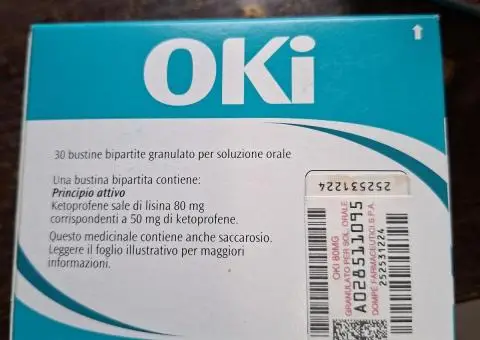 OKi
30 bustine bipartite granulato per soluzione orale
Una bustina bipartita contiene:
Principio attivo
Ketoprofene sale di lisina 80 mg
corrispondenti a 50 mg di ketoprofene.
Questo medicinale contiene anche saccarosio.
Leggere il foglio illustrativo per maggiori
informazioni.
252531224
OKI 80MG
GRANULATO PER SOL. ORALE
A028511095
DOMPE' FARMACEUTICI S.P.A.
252531224